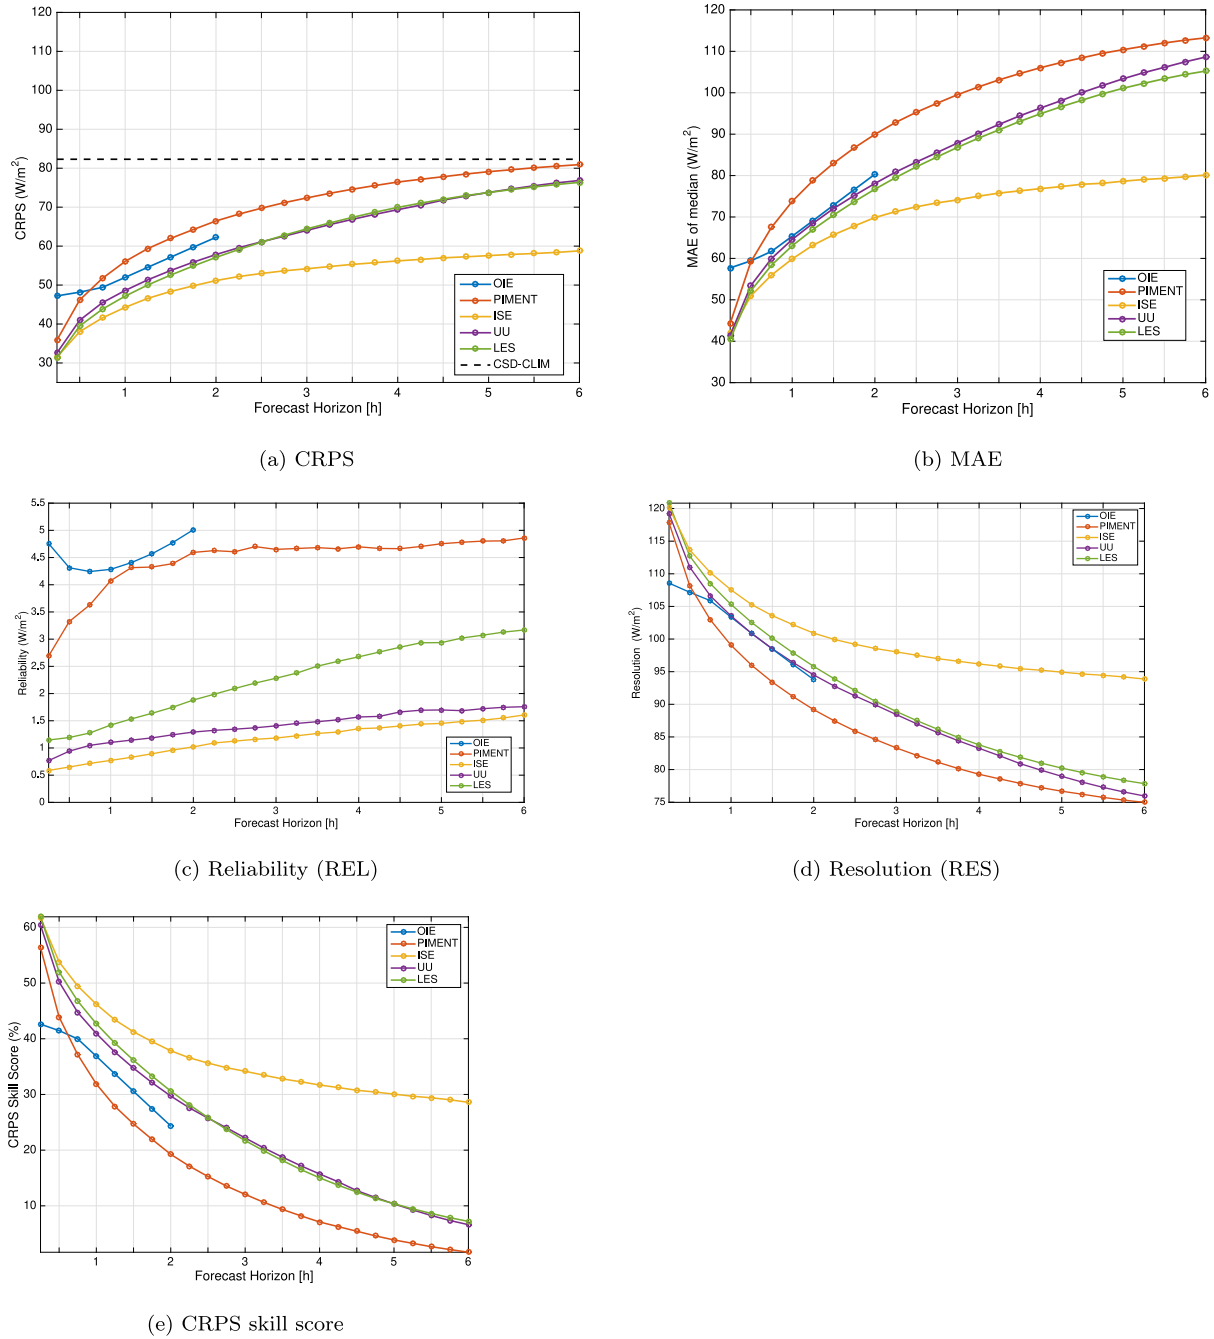 120
110
100
90
80
70
60
50
40
30
CRPS (W/m²)
1 2 3 4 5 6
Forecast Horizon [h]
OIE
PIMENT
ISE
UU
LES
CSD-CLIM
(a) CRPS
120
110
100
90
80
70
60
50
40
30
MAE of median (W/m²)
1 2 3 4 5 6
Forecast Horizon [h]
OIE
PIMENT
ISE
UU
LES
(b) MAE
5.5
5
4.5
4
3.5
3
2.5
2
1.5
1
0.5
0
Reliability (W/m²)
1 2 3 4 5 6
Forecast Horizon [h]
OIE
PIMENT
ISE
UU
LES
(c) Reliability (REL)
120
115
110
105
100
95
90
85
80
75
Resolution (W/m²)
1 2 3 4 5 6
Forecast Horizon [h]
OIE
PIMENT
ISE
UU
LES
(d) Resolution (RES)
60
50
40
30
20
10
CRPS Skill Score (%)
1 2 3 4 5 6
Forecast Horizon [h]
OIE
PIMENT
ISE
UU
LES
(e) CRPS skill score